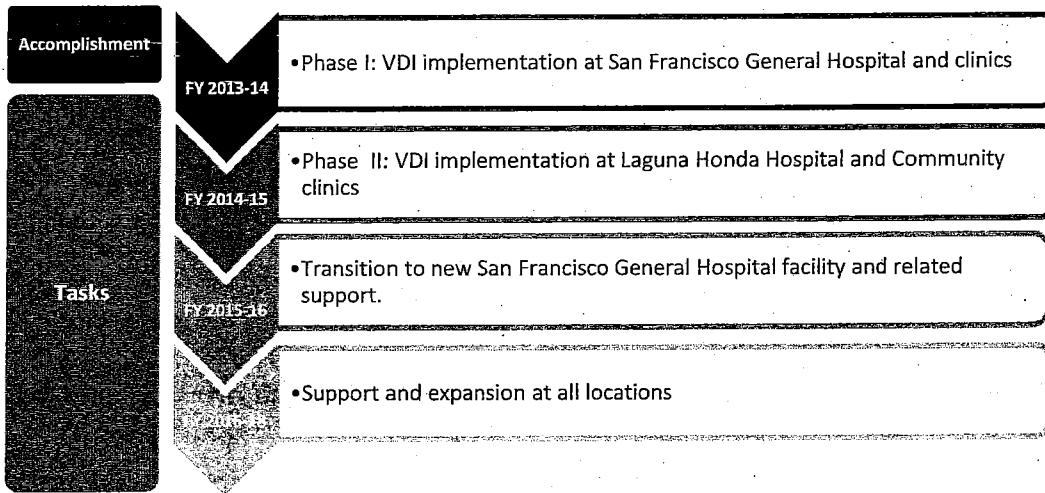 Accomplishment
FY 2013-14
•Phase I: VDI implementation at San Francisco General Hospital and clinics
Tasks
FY 2014-15
•Phase II: VDI implementation at Laguna Honda Hospital and Community
clinics
FY 2015-16
•Transition to new San Francisco General Hospital facility and related
support.
•Support and expansion at all locations